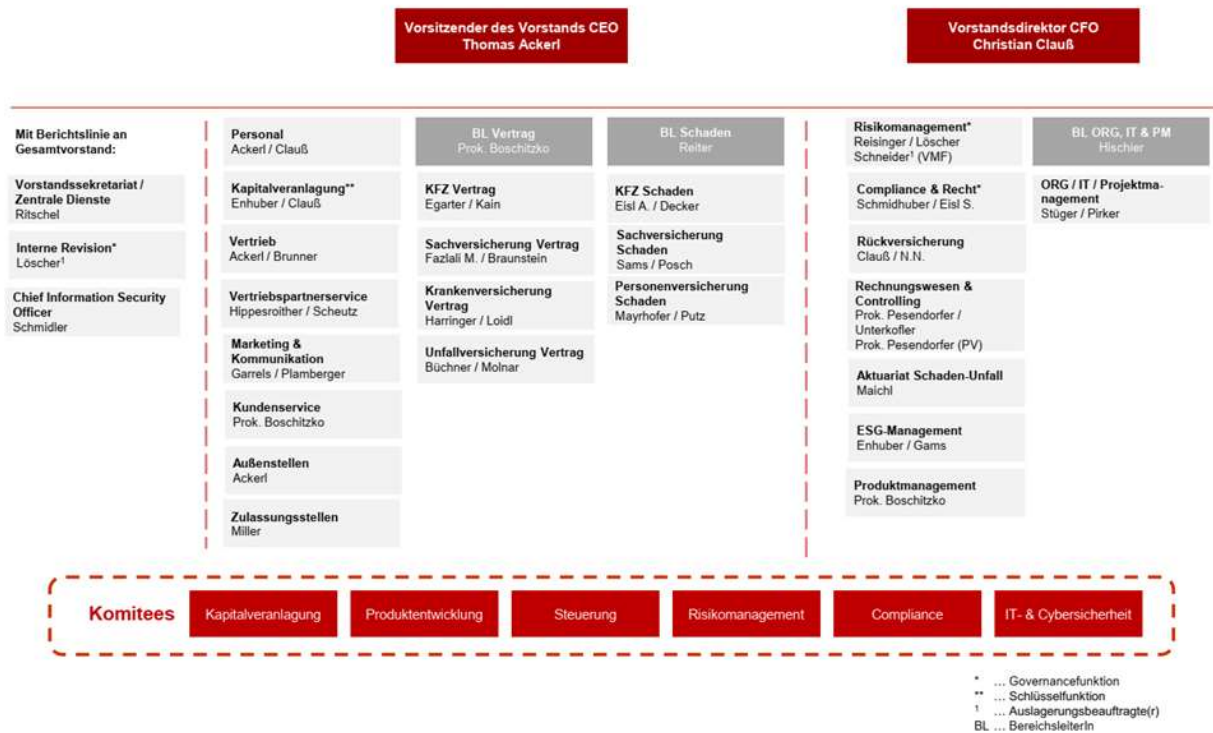 Vorsitzender des Vorstands CEO
Thomas Ackerl
Vorstandsdirektor CFO
Christian Clauß
Mit Berichtslinie an
Gesamtvorstand:
Vorstandssekretariat /
Zentrale Dienste
Ritschel
Interne Revision*
Löscher¹
Chief Information Security
Officer
Schmidler
Personal
Ackerl / Clauß
Kapitalveranlagung**
Enhuber / Clauß
Vertrieb
Ackerl / Brunner
Vertriebspartnerservice
Hippesroither / Scheutz
Marketing &
Kommunikation
Garrels / Plamberger
Kundenservice
Prok. Boschitzko
Außenstellen
Ackerl
Zulassungsstellen
Miller
BL Vertrag
Prok. Boschitzko
KFZ Vertrag
Egarter / Kain
Sachversicherung Vertrag
Fazlali M. / Braunstein
Krankenversicherung
Vertrag
Harringer / Loidl
Unfallversicherung Vertrag
Büchner / Molnar
BL Schaden
Reiter
KFZ Schaden
Eisl A. / Decker
Sachversicherung
Schaden
Sams / Posch
Personenversicherung
Schaden
Mayrhofer / Putz
Risikomanagement*
Reisinger / Löscher
Schneider¹ (VMF)
Compliance & Recht*
Schmidhuber / Eisl S.
Rückversicherung
Clauß / N.N.
Rechnungswesen &
Controlling
Prok. Pesendorfer /
Unterkofler
Prok. Pesendorfer (PV)
Aktuariat Schaden-Unfall
Maichl
ESG-Management
Enhuber / Gams
Produktmanagement
Prok. Boschitzko
BL ORG, IT & PM
Hischier
ORG / IT / Projektma-
nagement
Stüger / Pirker
Komitees
Kapitalveranlagung
Produktentwicklung
Steuerung
Risikomanagement
Compliance
IT- & Cybersicherheit
* ... Governancefunktion
** ... Schlüsselfunktion
¹ ... Auslagerungsbeauftragte(r)
BL ... BereichsleiterIn